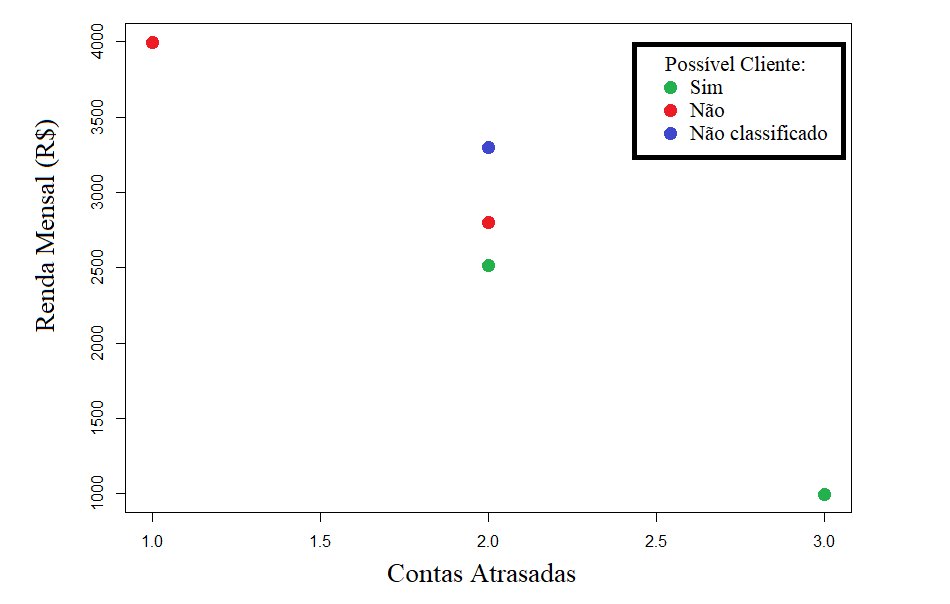 Possível Cliente:
Sim
Não
Não classificado
Renda Mensal (R$)
4000
3500
3000
2500
2000
1500
1000
1.0 1.5 2.0 2.5 3.0
Contas Atrasadas